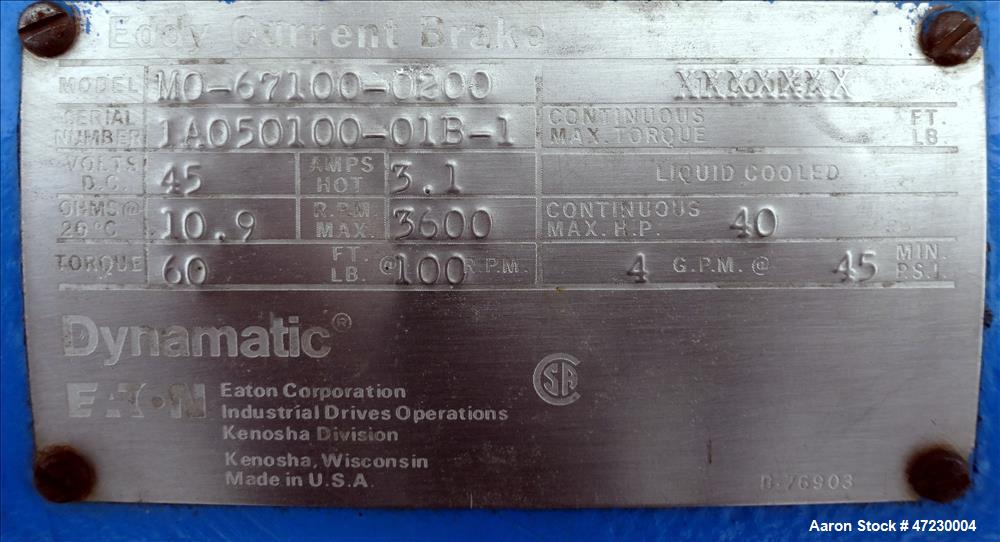 Eddy Current Brake
MODEL MO-67100-0200 XXXXXXXX
SERIAL NUMBER 1A050100-01B-1 CONTINUOUS MAX. TORQUE FT. LB.
VOLTS D.C. 45 AMPS HOT 3.1 LIQUID COOLED
OHMS @ 20°C 10.9 R.P.M. MAX. 3600 CONTINUOUS MAX. H.P. 40
TORQUE 60 FT. LB. @ 100 R.P.M. 4 G.P.M. @ 45 MIN. P.S.I.
Dynamatic®
EATON Eaton Corporation
Industrial Drives Operations
Kenosha Division
Kenosha, Wisconsin
Made in U.S.A.
SA
D-76903
Aaron Stock # 47230004